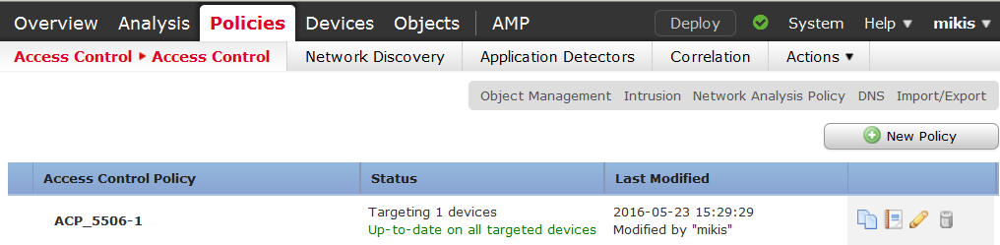 Overview Analysis Policies Devices Objects AMP Deploy System Help mikis
Access Control Access Control Network Discovery Application Detectors Correlation Actions
Object Management Intrusion Network Analysis Policy DNS Import/Export
New Policy
Access Control Policy Status Last Modified
ACP_5506-1
Targeting 1 devices
Up-to-date on all targeted devices
2016-05-23 15:29:29
Modified by "mikis"